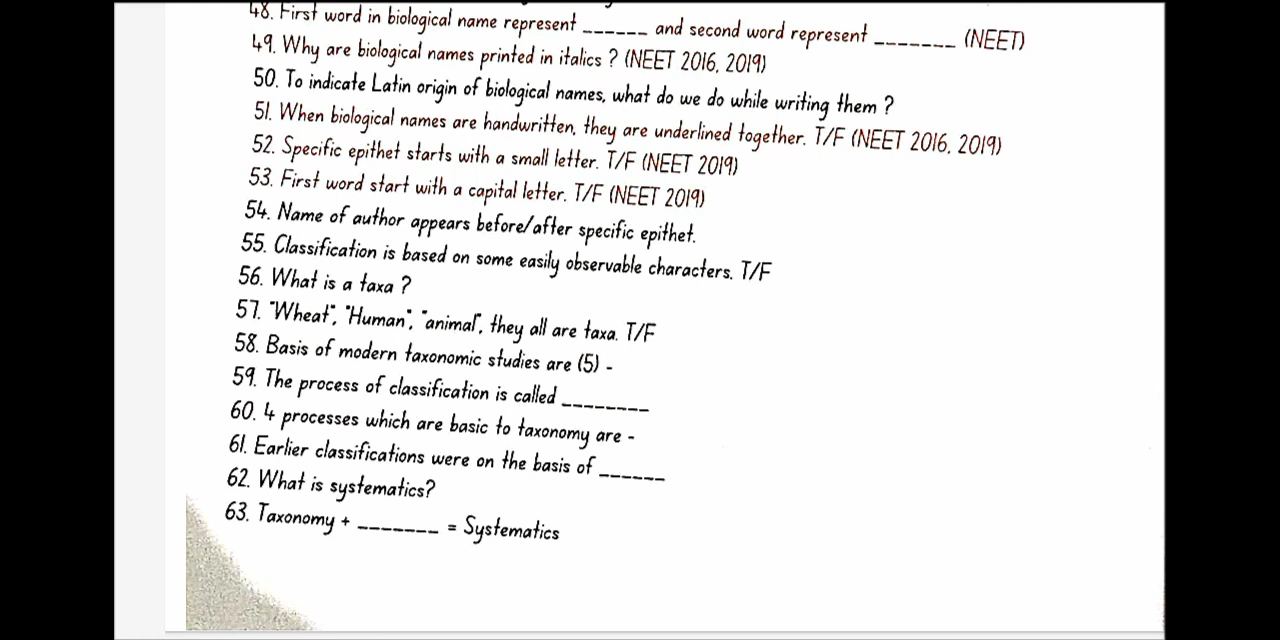 48. First word in biological name represent ______ and second word represent _______ (NEET)
49. Why are biological names printed in italics ? (NEET 2016, 2019)
50. To indicate Latin origin of biological names, what do we do while writing them ?
51. When biological names are handwritten, they are underlined together. T/F (NEET 2016, 2019)
52. Specific epithet starts with a small letter. T/F (NEET 2019)
53. First word start with a capital letter. T/F (NEET 2019)
54. Name of author appears before/after specific epithet.
55. Classification is based on some easily observable characters. T/F
56. What is a taxa ?
57. "Wheat", "Human", "animal", they all are taxa. T/F
58. Basis of modern taxonomic studies are (5) -
59. The process of classification is called ________
60. 4 processes which are basic to taxonomy are -
61. Earlier classifications were on the basis of ______
62. What is systematics?
63. Taxonomy + _______ = Systematics